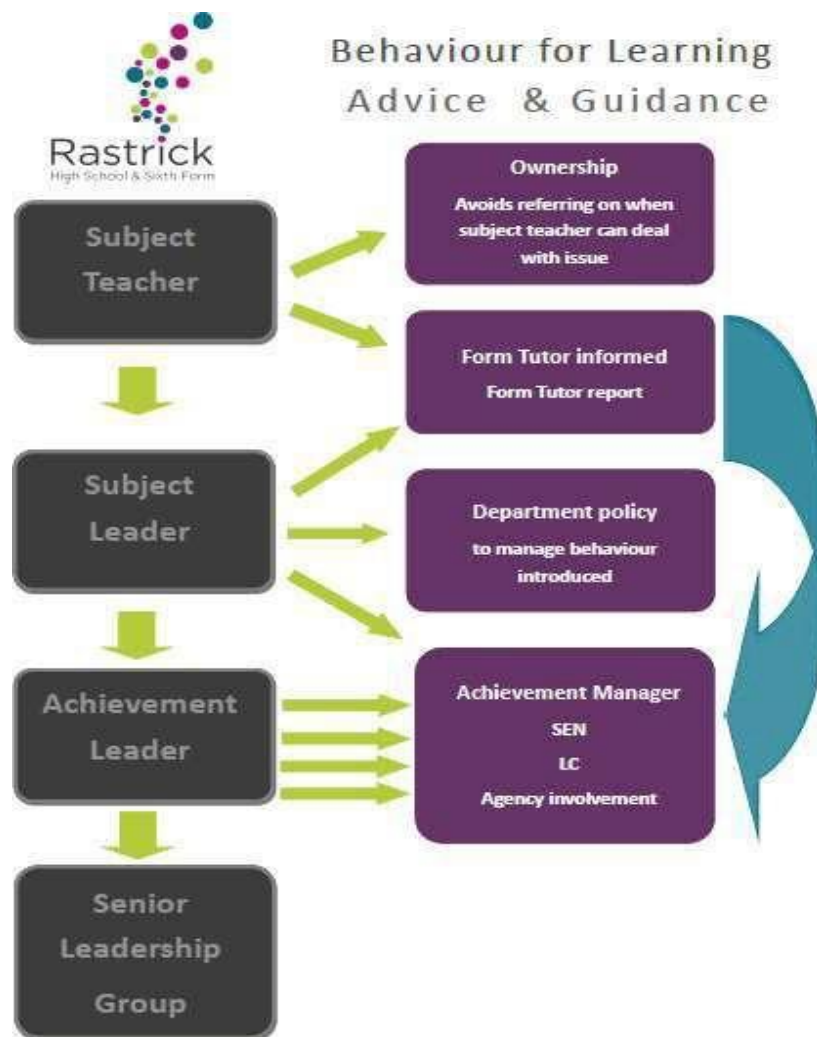 Behaviour for Learning
Advice & Guidance
Rastrick
High School & Sixth Form
Subject
Teacher
Ownership
Avoids referring on when
subject teacher can deal
with issue
Form Tutor informed
Form Tutor report
Subject
Leader
Department policy
to manage behaviour
introduced
Achievement
Leader
Achievement Manager
SEN
LC
Agency involvement
Senior
Leadership
Group